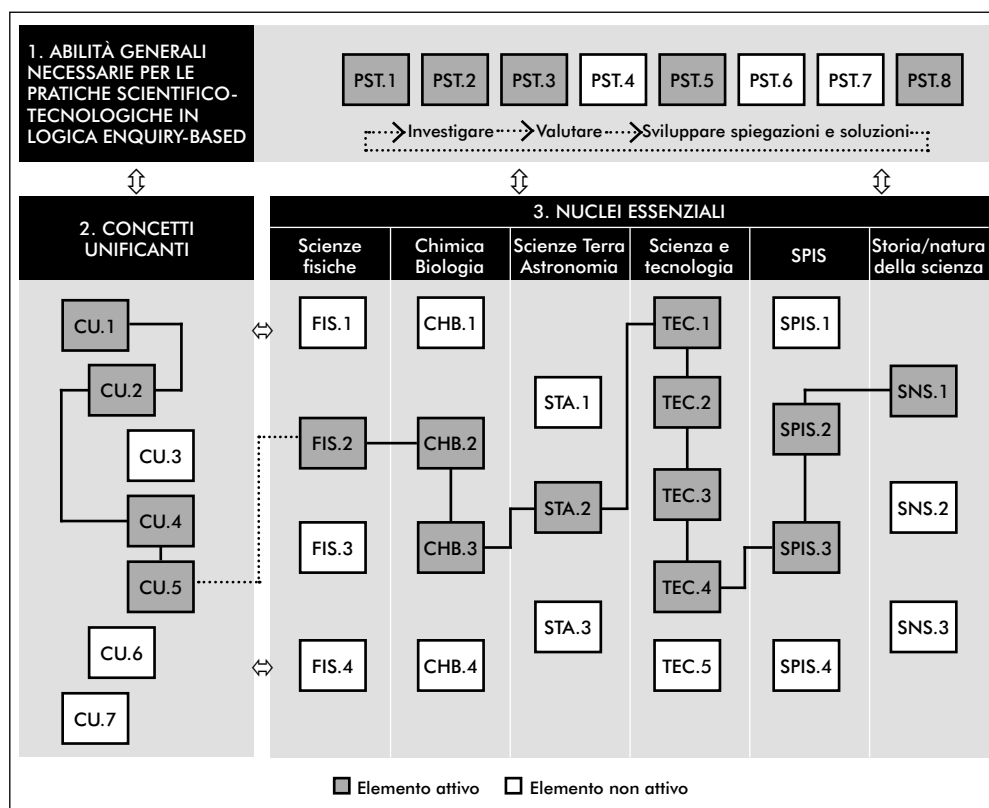 1. ABILITÀ GENERALI
NECESSARIE PER LE
PRATICHE SCIENTIFICO-
TECNOLOGICHE IN
LOGICA ENQUIRY-BASED
PST.1 PST.2 PST.3 PST.4 PST.5 PST.6 PST.7 PST.8
Investigare Valutare Sviluppare spiegazioni e soluzioni
2. CONCETTI
UNIFICANTI
CU.1
CU.2
CU.3
CU.4
CU.5
CU.6
CU.7
3. NUCLEI ESSENZIALI
Scienze
fisiche
FIS.1
FIS.2
FIS.3
FIS.4
Chimica
Biologia
CHB.1
CHB.2
CHB.3
CHB.4
Scienze Terra
Astronomia
STA.1
STA.2
STA.3
Scienza e
tecnologia
TEC.1
TEC.2
TEC.3
TEC.4
TEC.5
SPIS
SPIS.1
SPIS.2
SPIS.3
SPIS.4
Storia/natura
della scienza
SNS.1
SNS.2
SNS.3
Elemento attivo Elemento non attivo